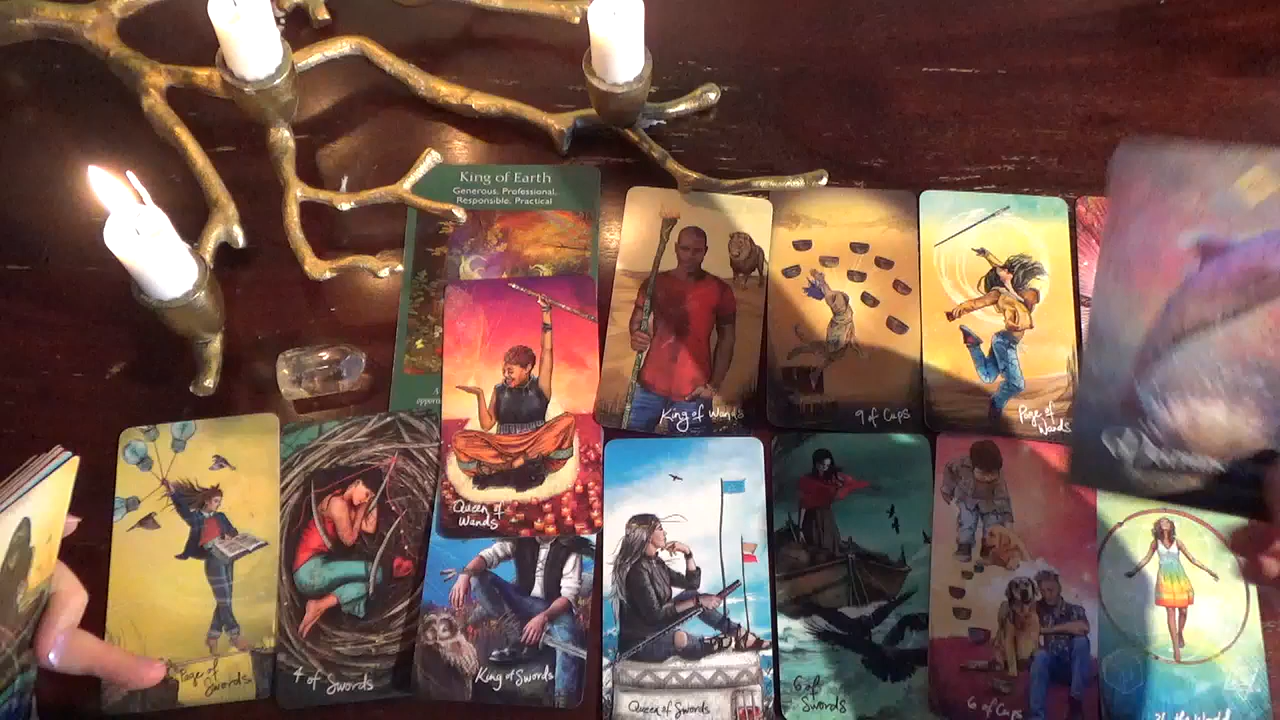 King of Earth
Generous, Professional,
Responsible, Practical
King of Wands
9 of Cups
Page of
Wands
Queen of
Wands
Page of
Swords
4 of Swords
King of Swords
Queen of Swords
6 of
Swords
6 of Cups